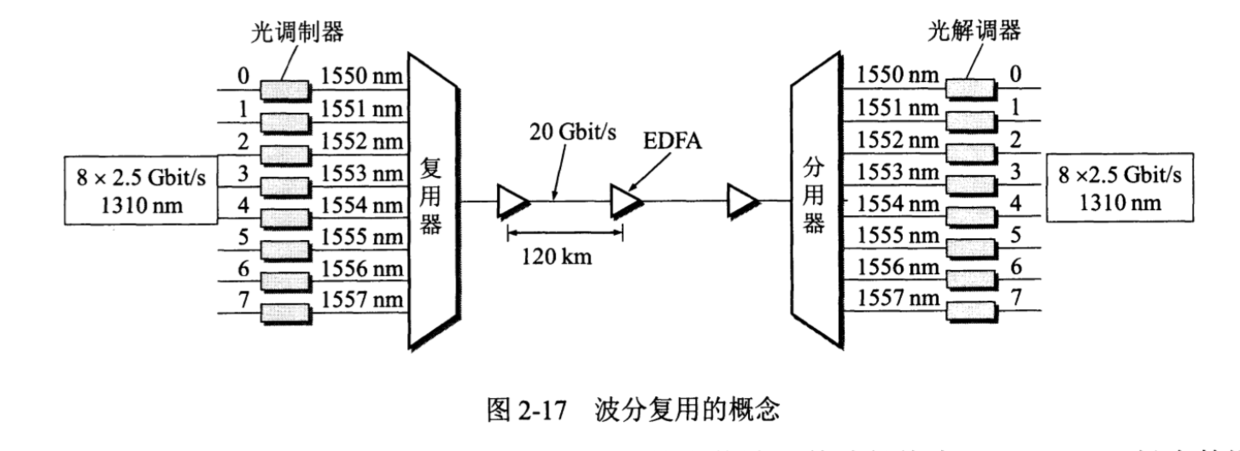 光调制器
光解调器
0 1550 nm
1 1551 nm
2 1552 nm
3 1553 nm
4 1554 nm
5 1555 nm
6 1556 nm
7 1557 nm
8 × 2.5 Gbit/s
1310 nm
复用器
20 Gbit/s
EDFA
120 km
分用器
1550 nm 0
1551 nm 1
1552 nm 2
1553 nm 3
1554 nm 4
1555 nm 5
1556 nm 6
1557 nm 7
8 ×2.5 Gbit/s
1310 nm
图 2-17 波分复用的概念